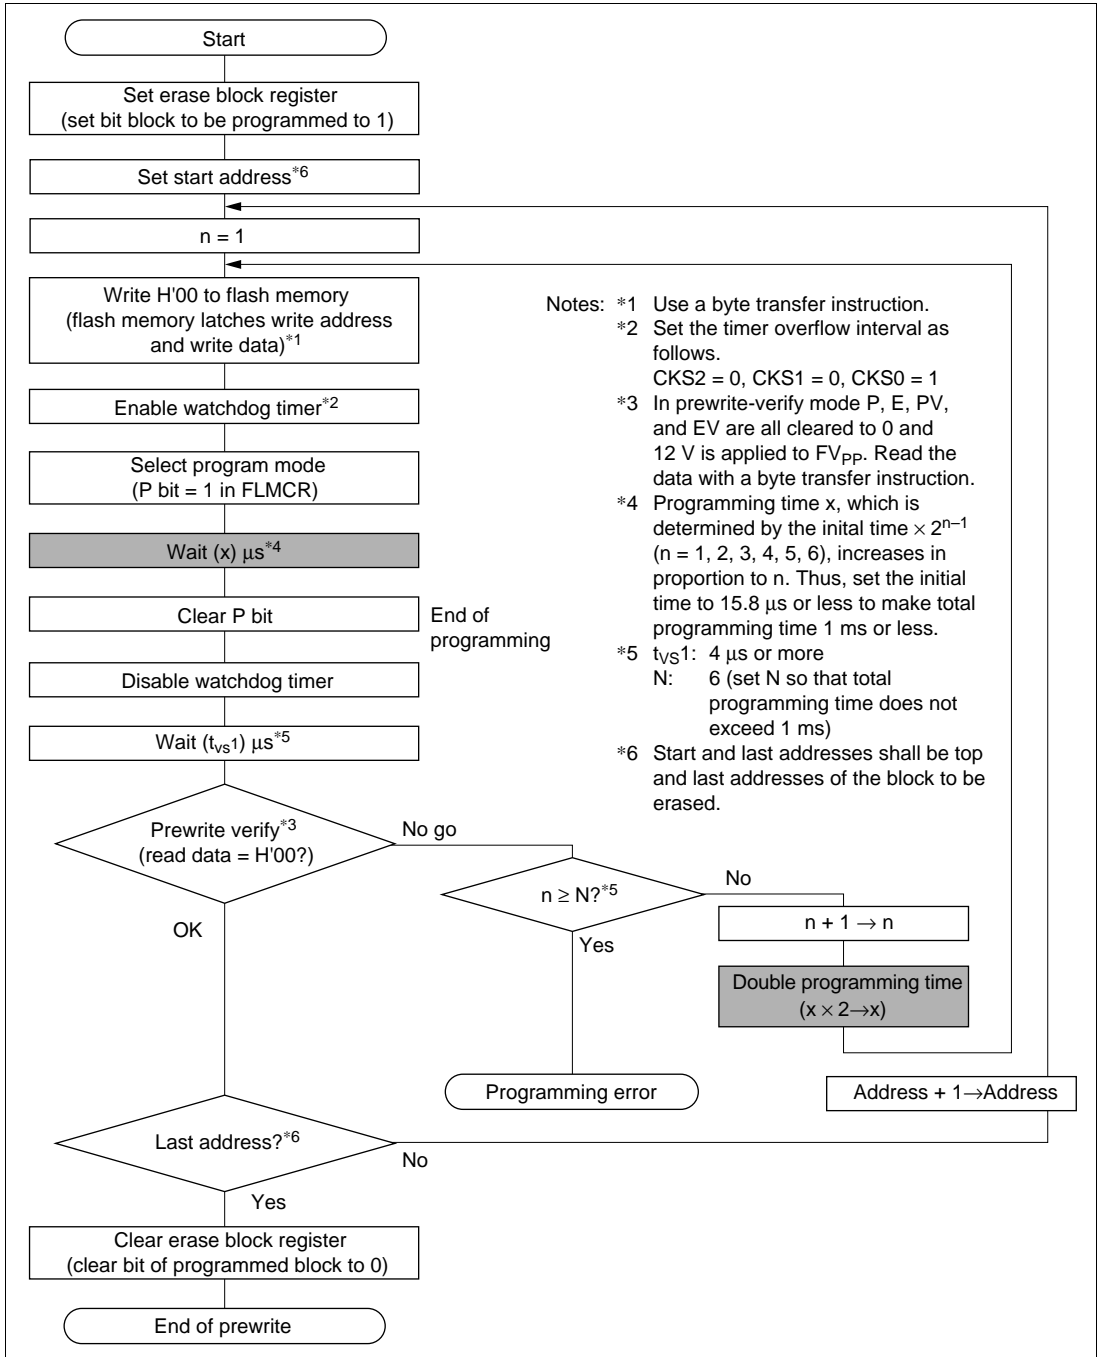 Start
Set erase block register
(set bit block to be programmed to 1)
Set start address*6
n = 1
Write H'00 to flash memory
(flash memory latches write address
and write data)*1
Enable watchdog timer*2
Select program mode
(P bit = 1 in FLMCR)
Wait (x) μs*4
Clear P bit
End of
programming
Disable watchdog timer
Wait (tvs1) μs*5
Prewrite verify*3
(read data = H'00?)
No go
OK
n ≥ N?*5
No
Yes
n + 1 → n
Double programming time
(x × 2→x)
Programming error
Address + 1→Address
Last address?*6
No
Yes
Clear erase block register
(clear bit of programmed block to 0)
End of prewrite
Notes: *1 Use a byte transfer instruction.
*2 Set the timer overflow interval as
follows.
CKS2 = 0, CKS1 = 0, CKS0 = 1
*3 In prewrite-verify mode P, E, PV,
and EV are all cleared to 0 and
12 V is applied to FVPP. Read the
data with a byte transfer instruction.
*4 Programming time x, which is
determined by the inital time × 2n–1
(n = 1, 2, 3, 4, 5, 6), increases in
proportion to n. Thus, set the initial
time to 15.8 μs or less to make total
programming time 1 ms or less.
*5 tVS1: 4 μs or more
N: 6 (set N so that total
programming time does not
exceed 1 ms)
*6 Start and last addresses shall be top
and last addresses of the block to be
erased.